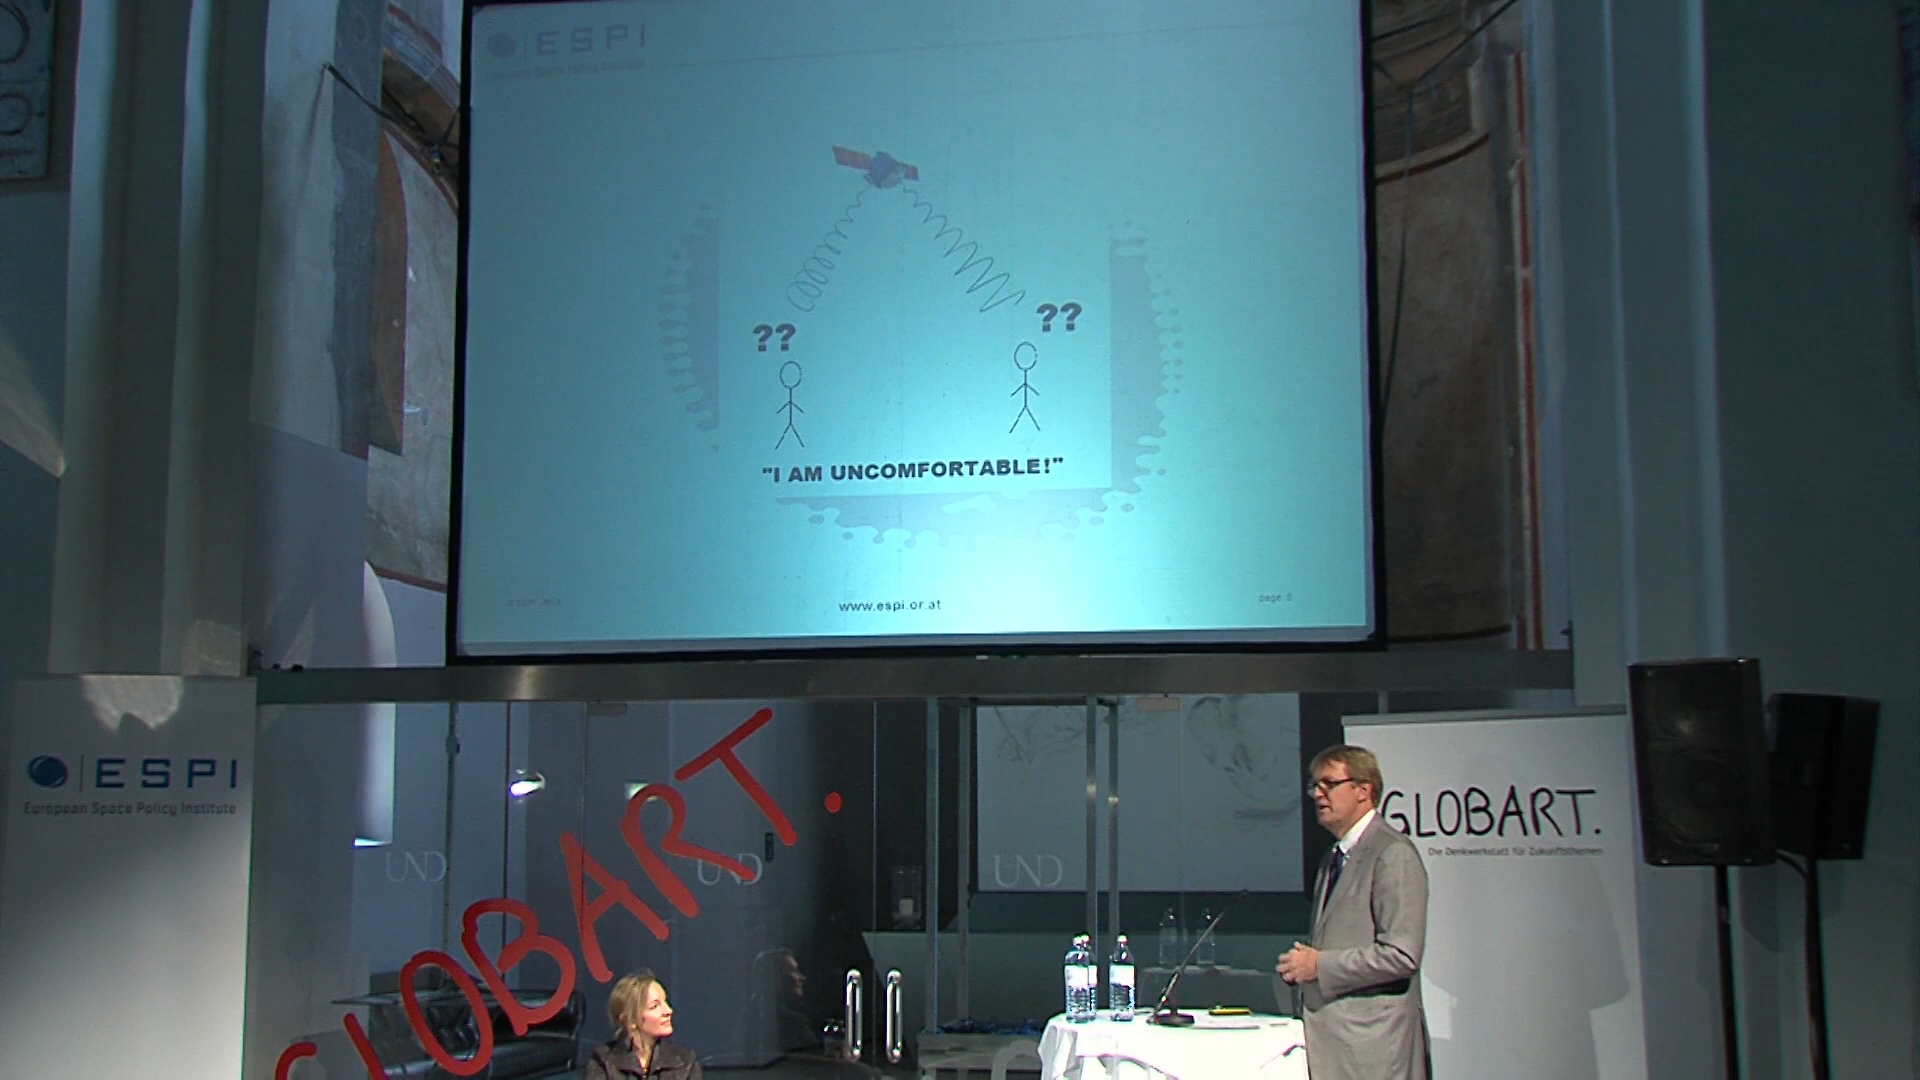 ESPI
??
??
"I AM UNCOMFORTABLE!"
www.espi.or.at
page
ESPI
European Space Policy Institute
GLOBART.
UND
UND
UND
GLOBART.
Die Denkwerkstatt für Zukunftsthemen